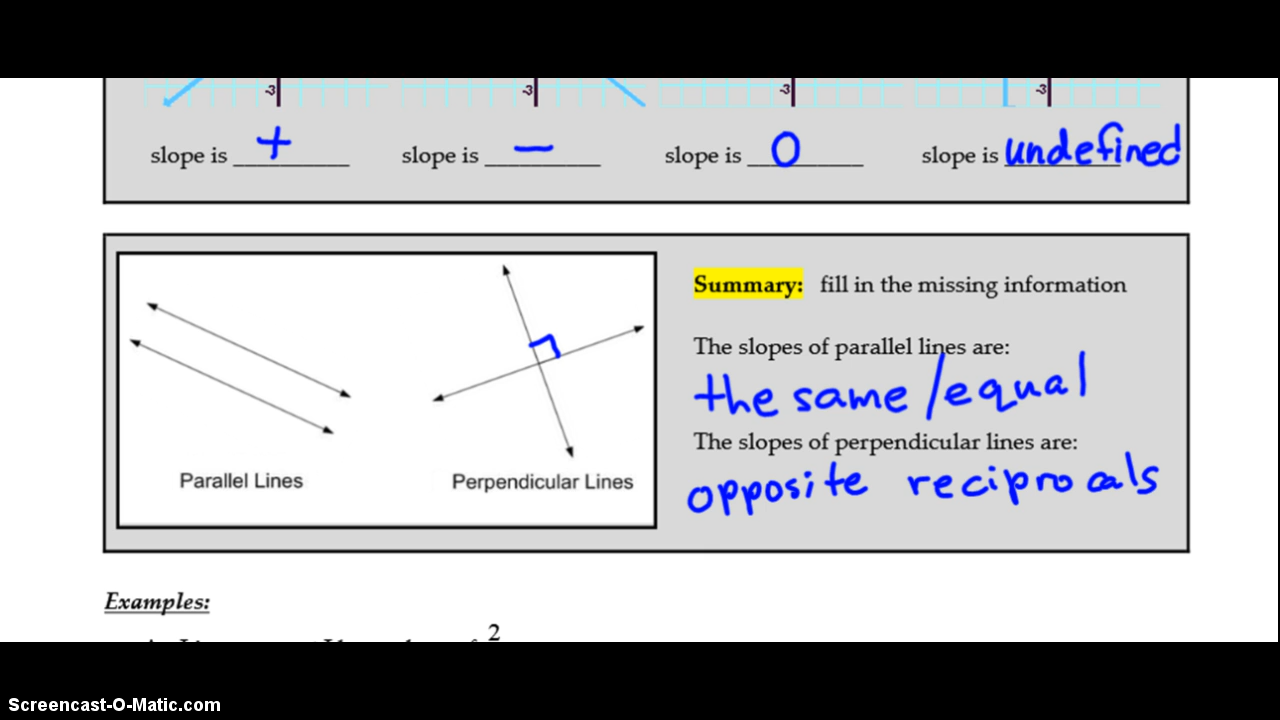 -3 -3 -3 -3
slope is + slope is — slope is 0 slope is undefined
Summary: fill in the missing information
The slopes of parallel lines are:
the same/equal
The slopes of perpendicular lines are:
opposite reciprocals
Parallel Lines Perpendicular Lines
Examples:
2
Screencast-O-Matic.com